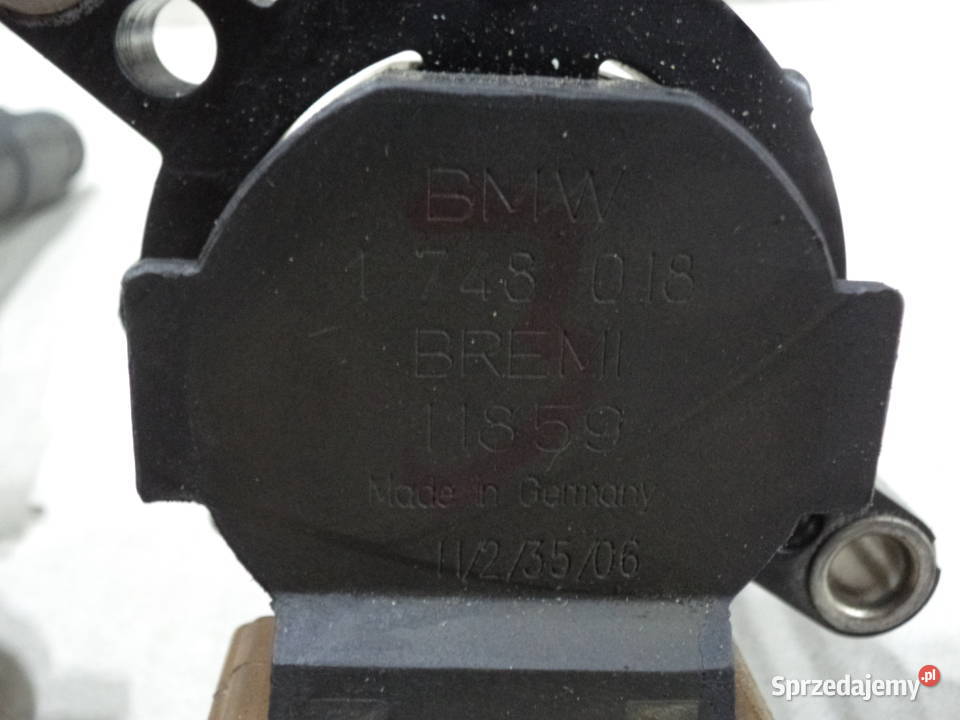 BMW
1 748 018
BREMI
11859
Made in Germany
11/2/35/06
Sprzedajemy.pl